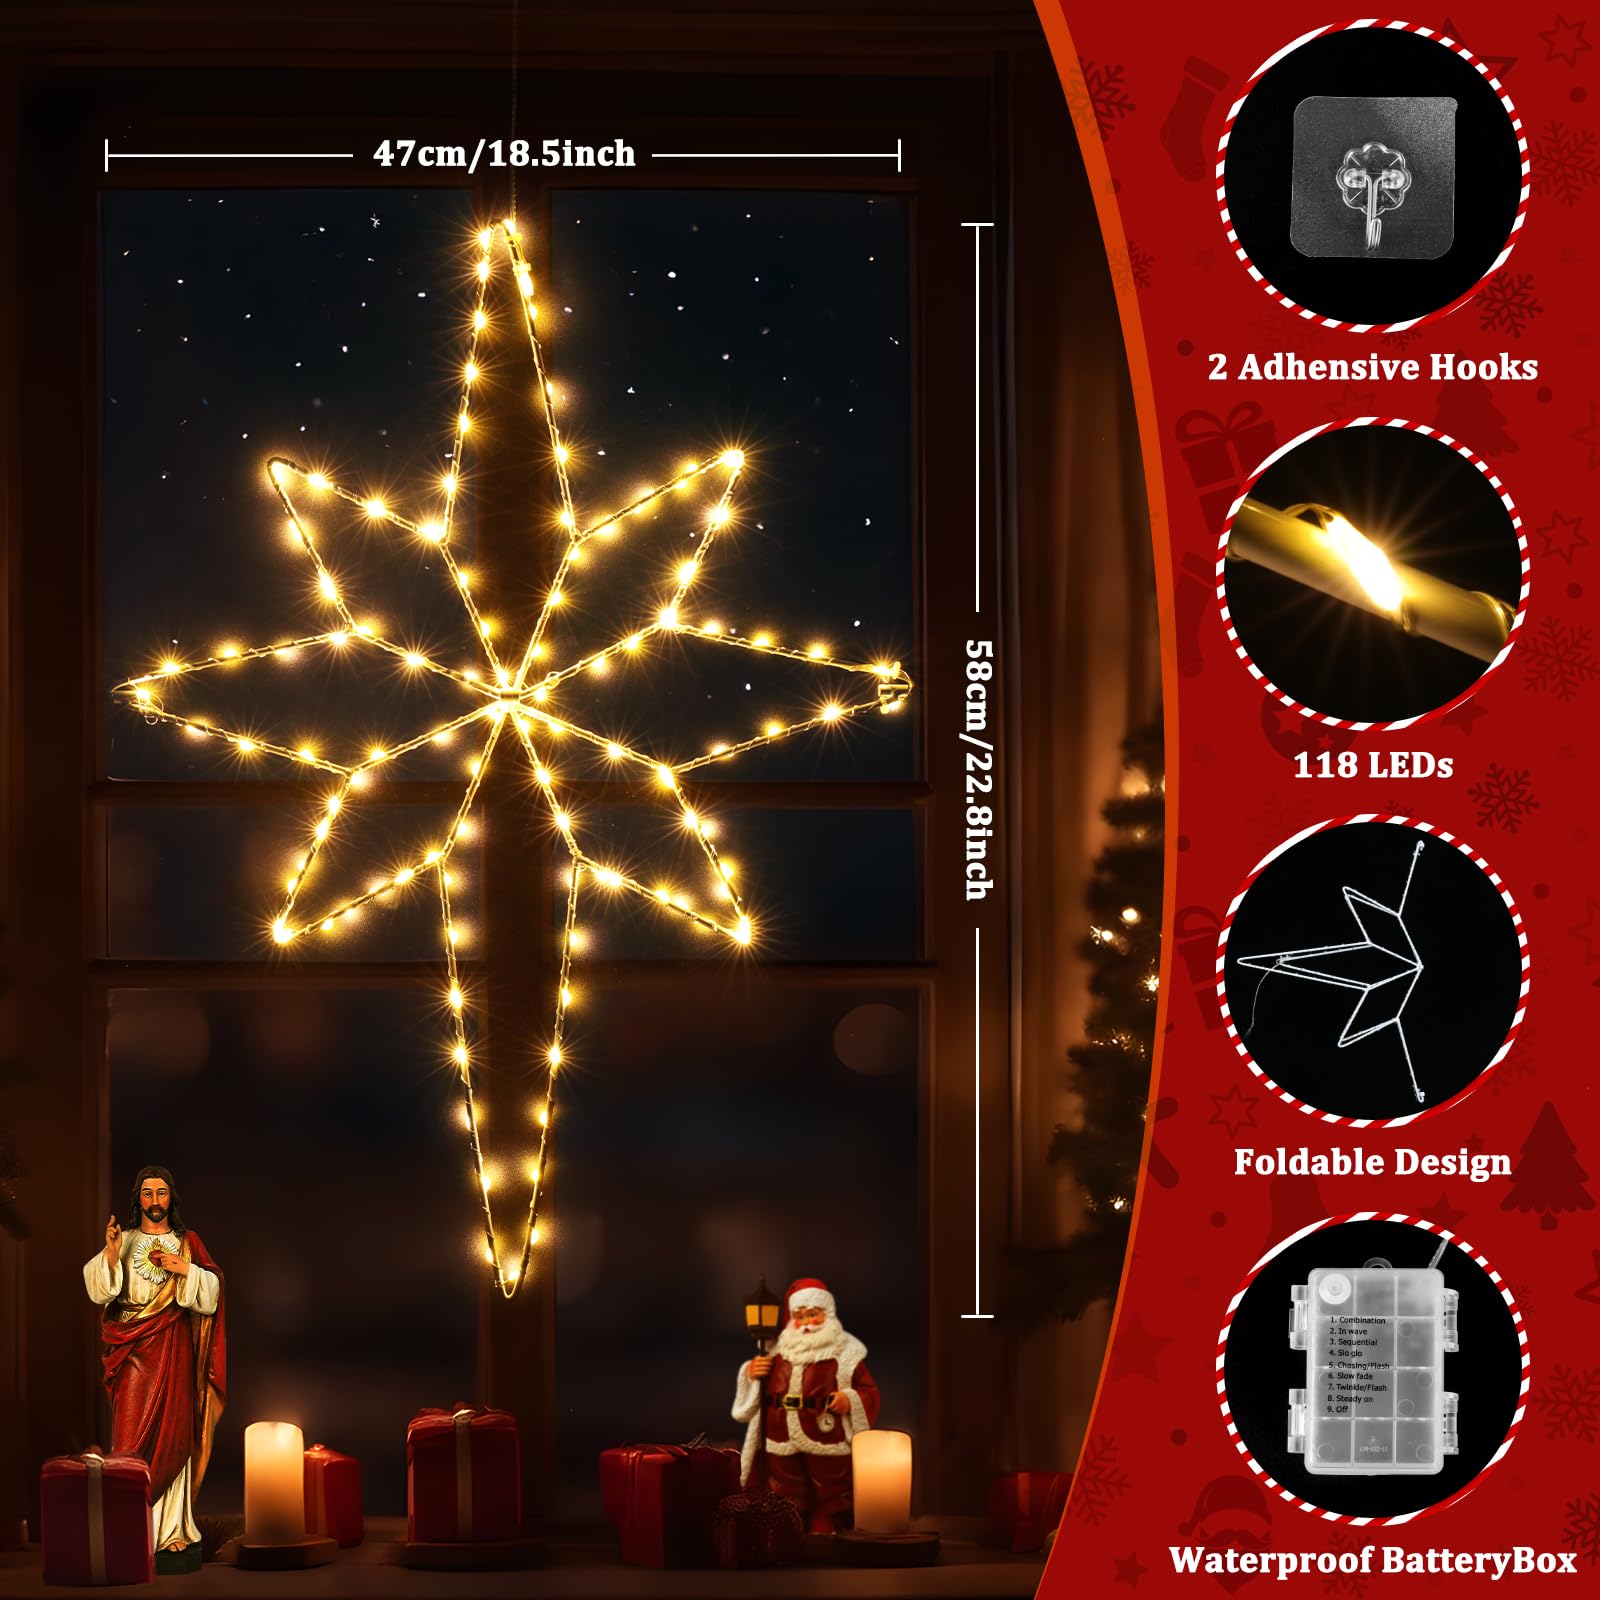 47cm/18.5inch
58cm/22.8inch
2 Adhensive Hooks
118 LEDs
Foldable Design
1. Combination
2. In wave
3. Sequential
4. Slo glo
5. Chasing/Flash
6. Slow fade
7. Twinkle/Flash
8. Steady on
9. Off
Waterproof BatteryBox